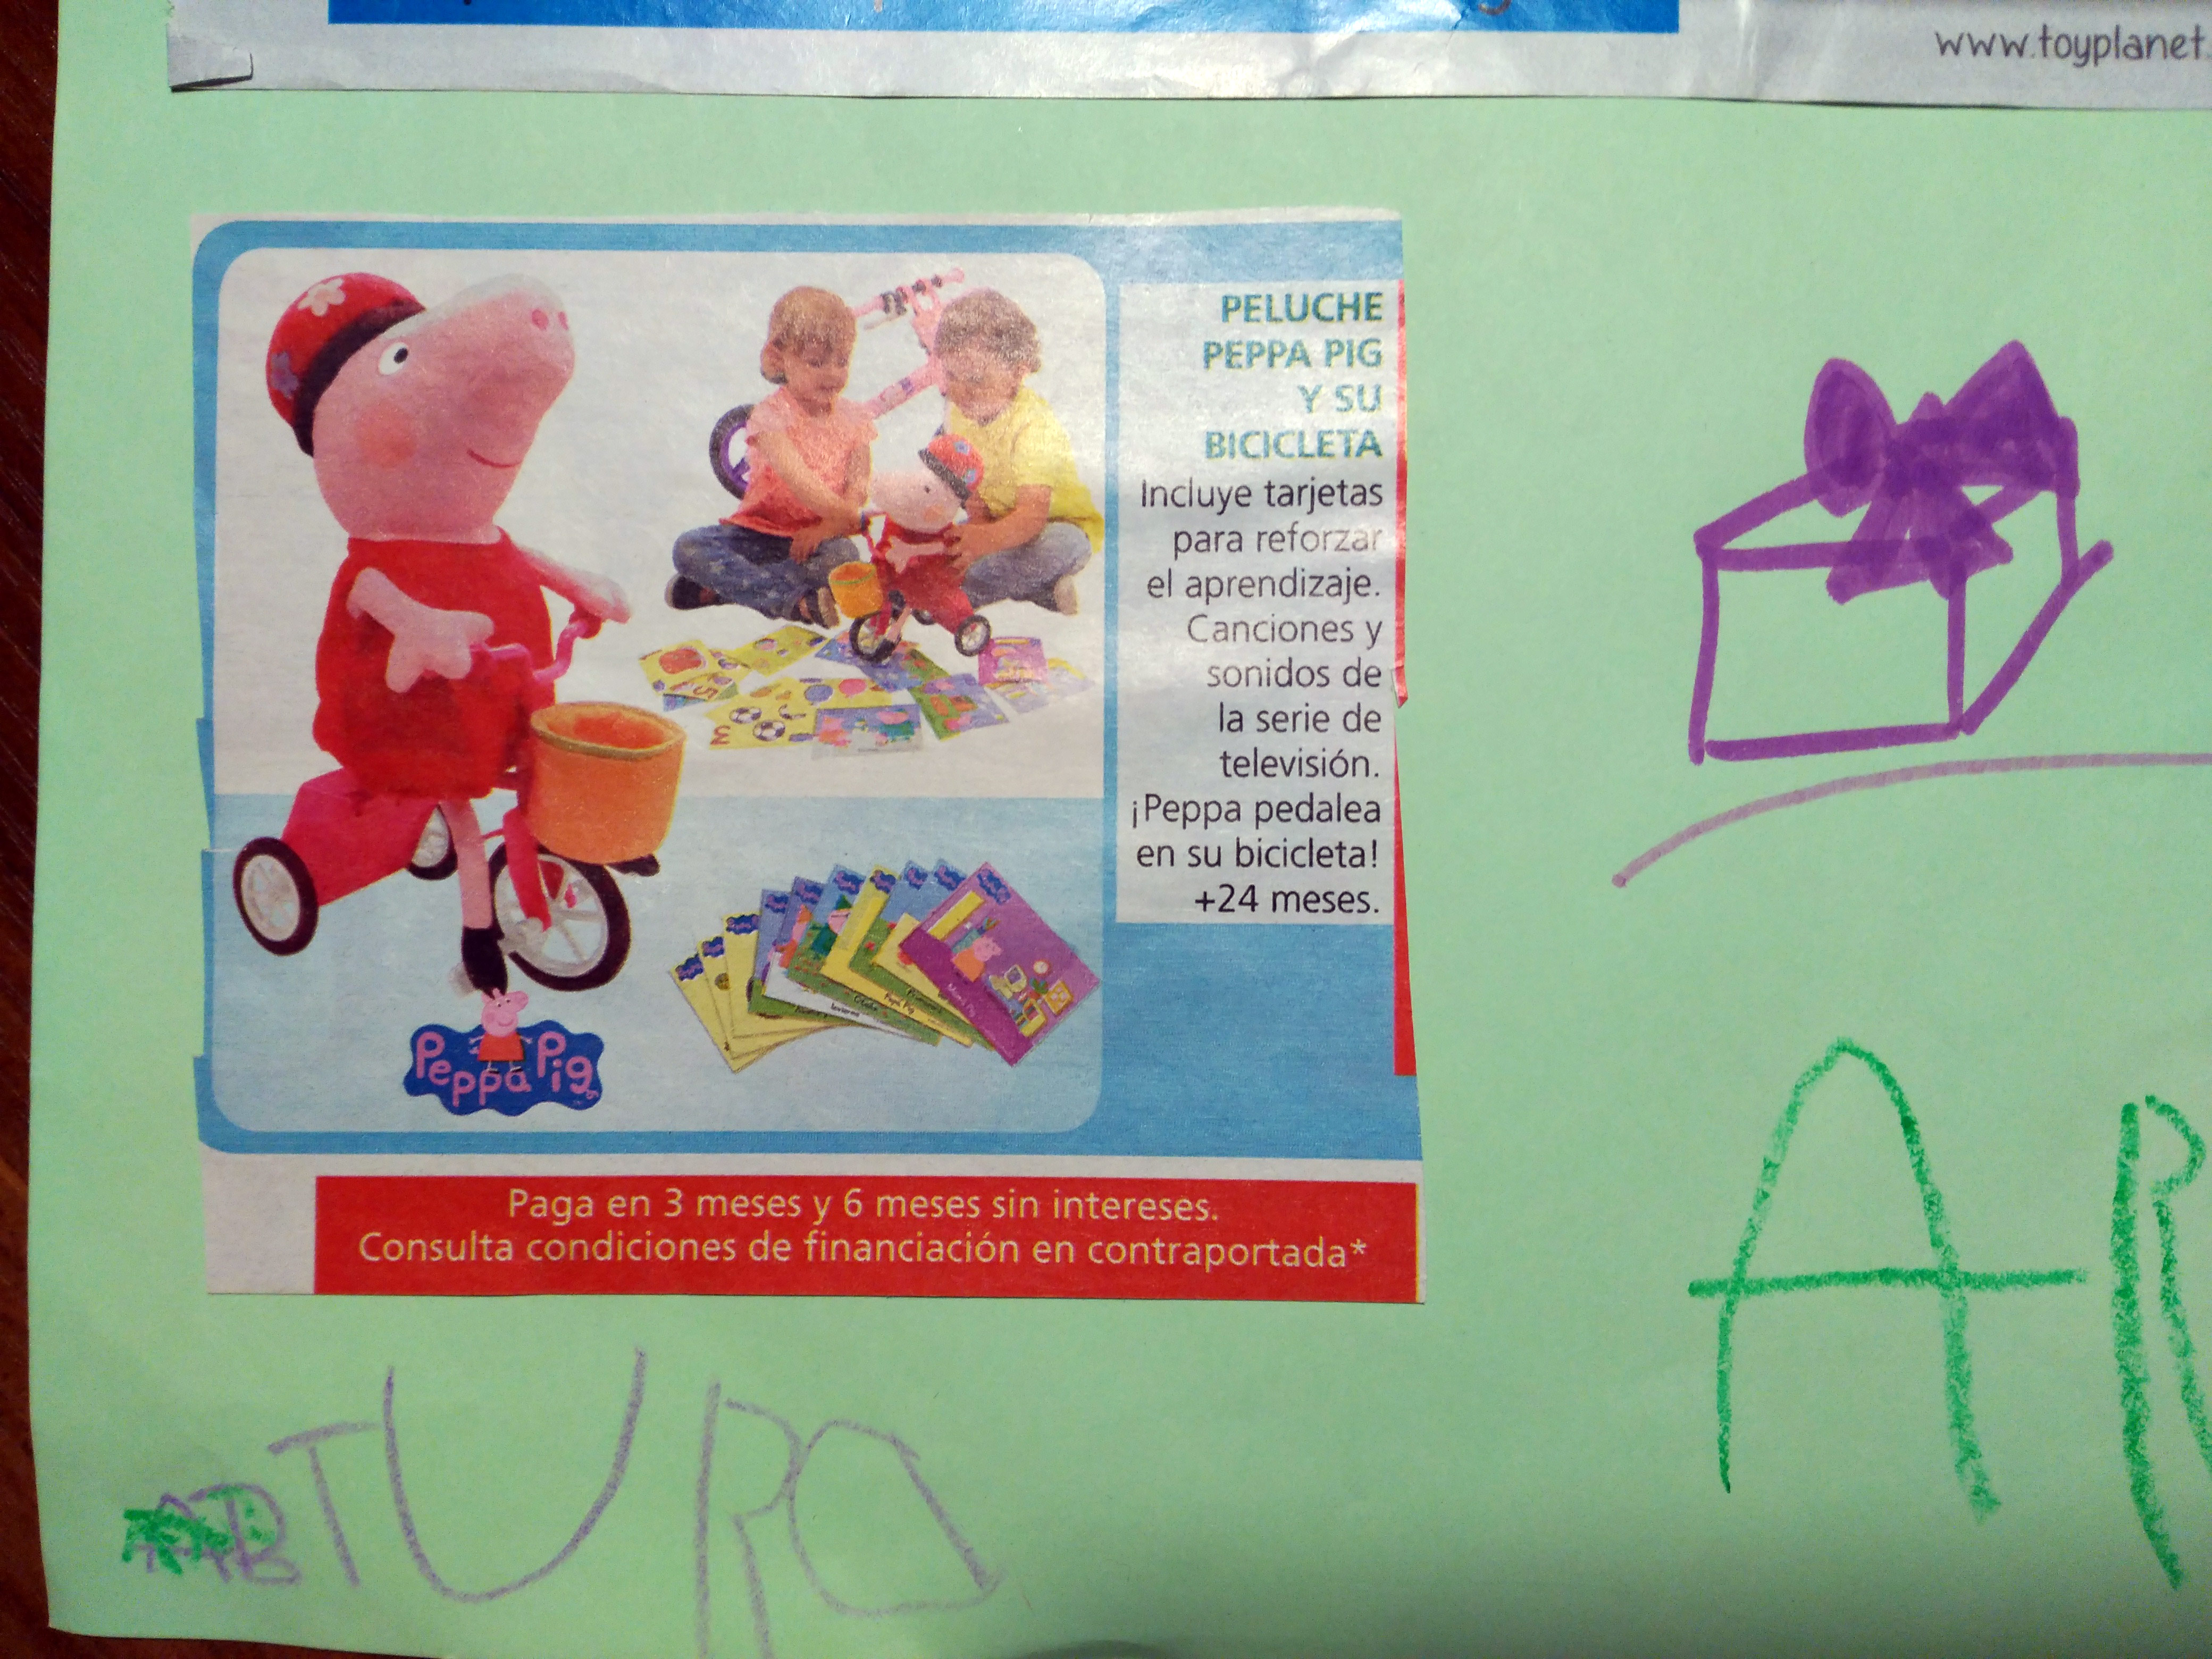 www.toyplanet.
PELUCHE
PEPPA PIG
Y SU
BICICLETA
Incluye tarjetas
para reforzar
el aprendizaje.
Canciones y
sonidos de
la serie de
televisión.
¡Peppa pedalea
en su bicicleta!
+24 meses.
Peppa Pig
Paga en 3 meses y 6 meses sin intereses.
Consulta condiciones de financiación en contraportada*
AR
ARTURO